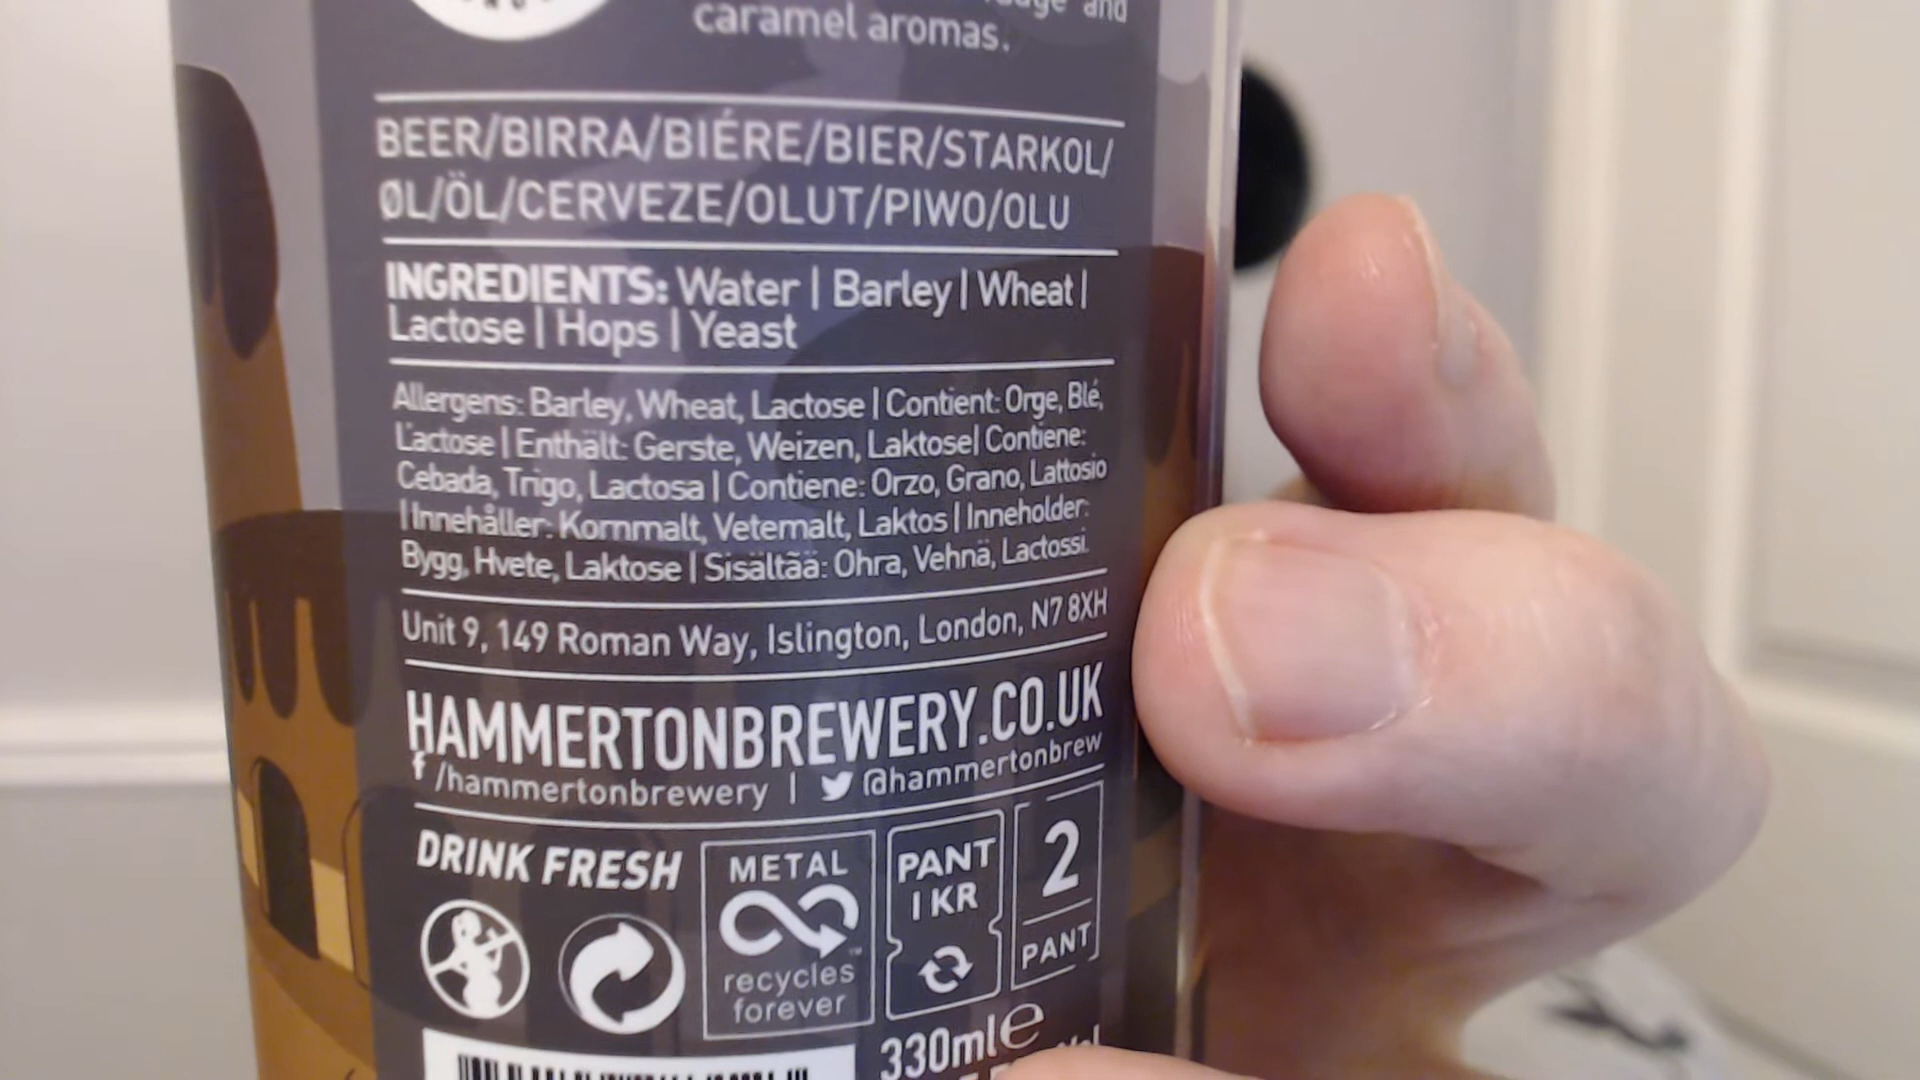 and
caramel aromas.
BEER/BIRRA/BIÉRE/BIER/STARKOL/
ØL/ÖL/CERVEZE/OLUT/PIWO/OLU
INGREDIENTS: Water | Barley | Wheat |
Lactose | Hops | Yeast
Allergens: Barley, Wheat, Lactose | Contient: Orge, Blé,
Lactose | Enthält: Gerste, Weizen, Laktose| Contiene:
Cebada, Trigo, Lactosa | Contiene: Orzo, Grano, Lattosio
| Innehåller: Kornmalt, Vetemalt, Laktos | Inneholder:
Bygg, Hvete, Laktose | Sisältää: Ohra, Vehnä, Lactossi.
Unit 9, 149 Roman Way, Islington, London, N7 8XH
HAMMERTONBREWERY.CO.UK
f /hammertonbrewery | @hammertonbrew
DRINK FRESH
METAL
recycles
forever
PANT
1 KR
2
PANT
330ml e